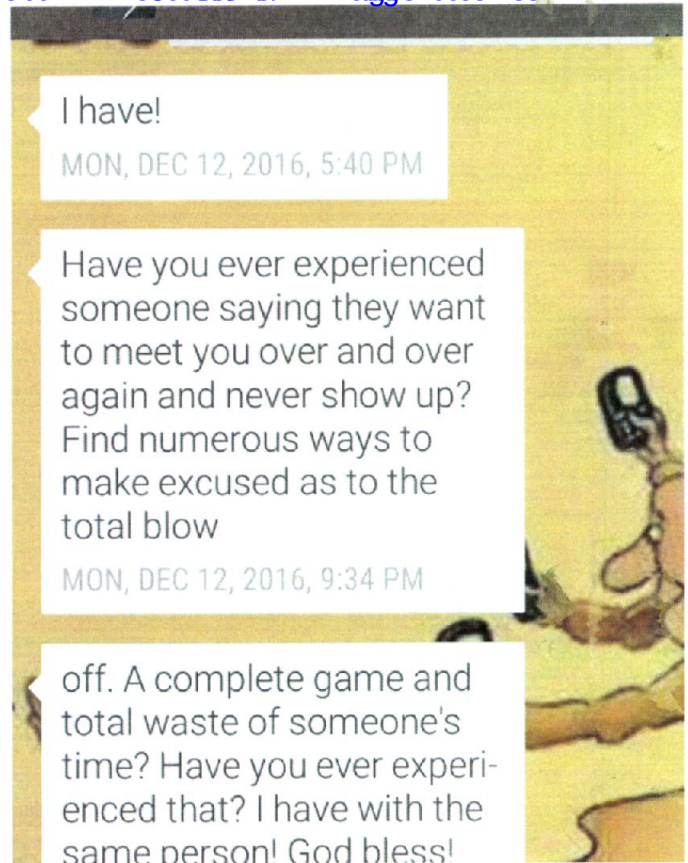 I have!
MON, DEC 12, 2016, 5:40 PM
Have you ever experienced
someone saying they want
to meet you over and over
again and never show up?
Find numerous ways to
make excused as to the
total blow
MON, DEC 12, 2016, 9:34 PM
off. A complete game and
total waste of someone's
time? Have you ever experi-
enced that? I have with the
same person! God bless!